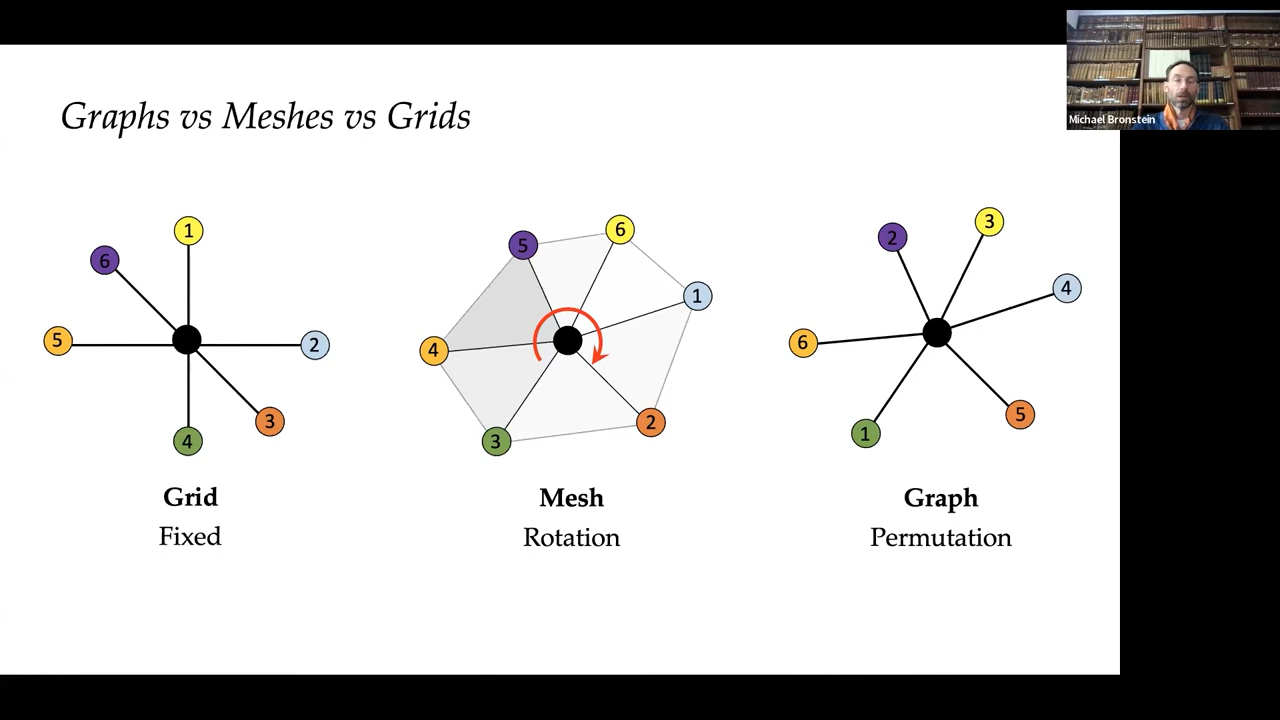 Michael Bronstein
Graphs vs Meshes vs Grids
1
6
5
2
3
4
Grid
Fixed
5
6
1
4
3
2
Mesh
Rotation
2
3
4
6
1
5
Graph
Permutation